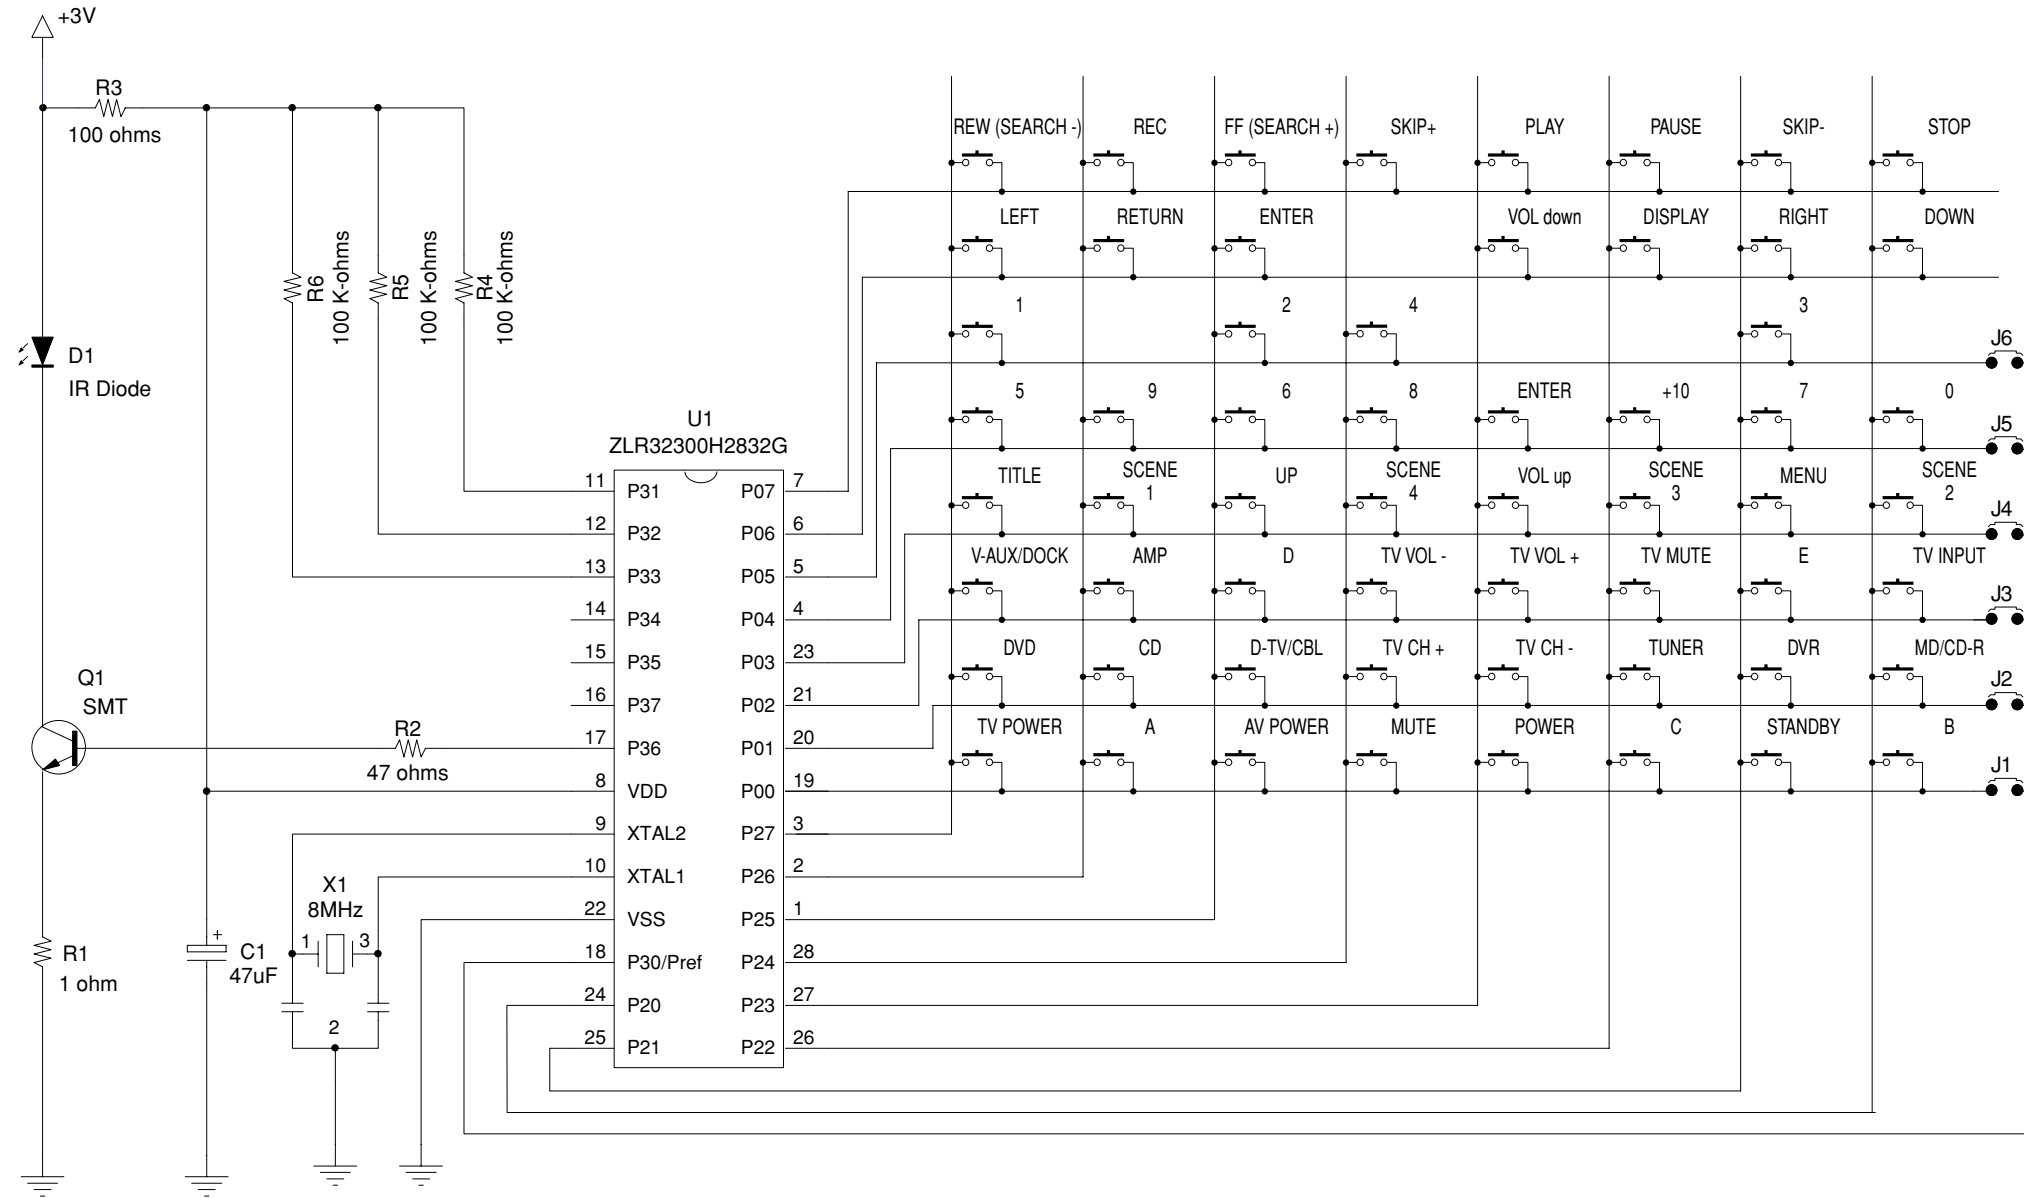 +3V
R3
100 ohms
REW (SEARCH -) REC FF (SEARCH +) SKIP+ PLAY PAUSE SKIP- STOP
LEFT RETURN ENTER VOL down DISPLAY RIGHT DOWN
R6
100 K-ohms
R5
100 K-ohms
R4
100 K-ohms
1 2 4 3
J6
D1
IR Diode
5 9 6 8 ENTER +10 7 0
J5
U1
ZLR32300H2832G
TITLE SCENE 1 UP SCENE 4 VOL up SCENE 3 MENU SCENE 2
J4
11 P31 P07 7
12 P32 P06 6
V-AUX/DOCK AMP D TV VOL - TV VOL + TV MUTE E TV INPUT
J3
13 P33 P05 5
14 P34 P04 4
DVD CD D-TV/CBL TV CH + TV CH - TUNER DVR MD/CD-R
J2
15 P35 P03 23
16 P37 P02 21
Q1
SMT
TV POWER A AV POWER MUTE POWER C STANDBY B
J1
R2
47 ohms
17 P36 P01 20
8 VDD P00 19
9 XTAL2 P27 3
10 XTAL1 P26 2
X1
8MHz
1 3
2
22 VSS P25 1
18 P30/Pref P24 28
24 P20 P23 27
25 P21 P22 26
R1
1 ohm
+
C1
47uF